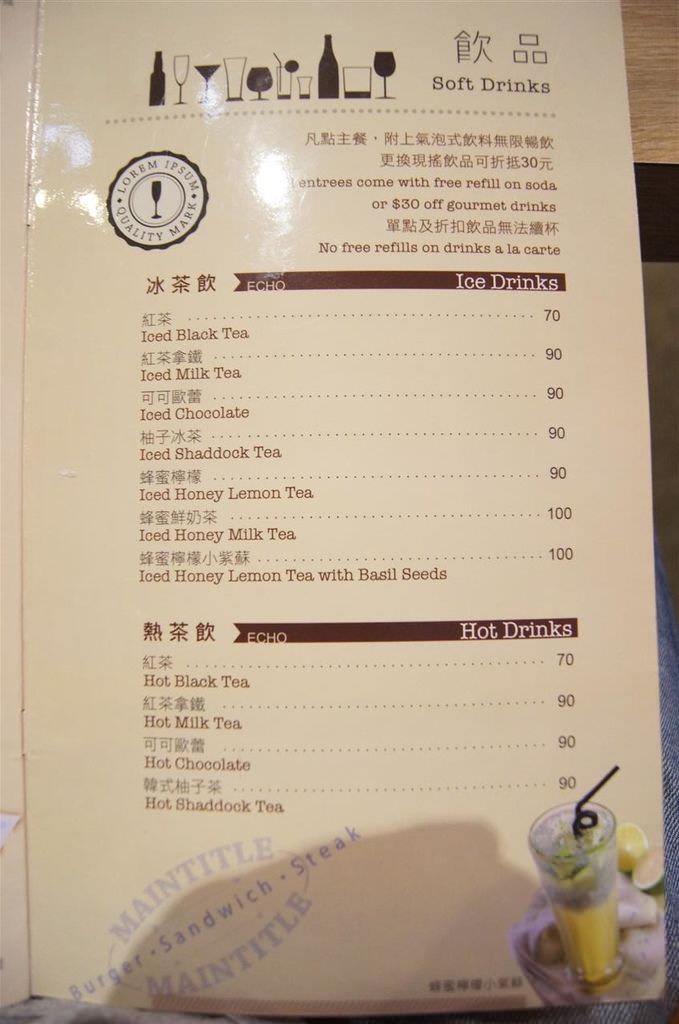 飲品
Soft Drinks
凡點主餐，附上氣泡式飲料無限暢飲
更換現搖飲品可折抵30元
entrees come with free refill on soda
or $30 off gourmet drinks
單點及折扣飲品無法續杯
No free refills on drinks a la carte
LOREM IPSUM
QUALITY MARK
冰茶飲 ECHO Ice Drinks
紅茶 70
Iced Black Tea
紅茶拿鐵 90
Iced Milk Tea
可可歐蕾 90
Iced Chocolate
柚子冰茶 90
Iced Shaddock Tea
蜂蜜檸檬 90
Iced Honey Lemon Tea
蜂蜜鮮奶茶 100
Iced Honey Milk Tea
蜂蜜檸檬小紫蘇 100
Iced Honey Lemon Tea with Basil Seeds
熱茶飲 ECHO Hot Drinks
紅茶 70
Hot Black Tea
紅茶拿鐵 90
Hot Milk Tea
可可歐蕾 90
Hot Chocolate
韓式柚子茶 90
Hot Shaddock Tea
MAINTITLE
Burger·Sandwich·Steak
MAINTITLE
蜂蜜檸檬小紫蘇